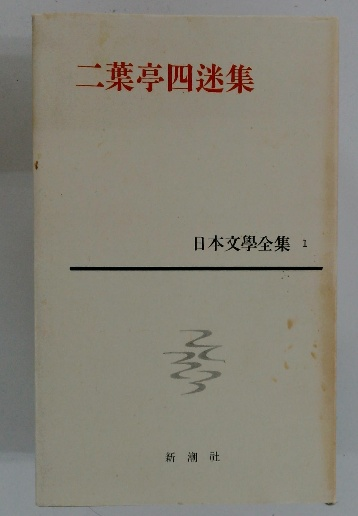 二葉亭四迷集
日本文學全集 1
新潮社